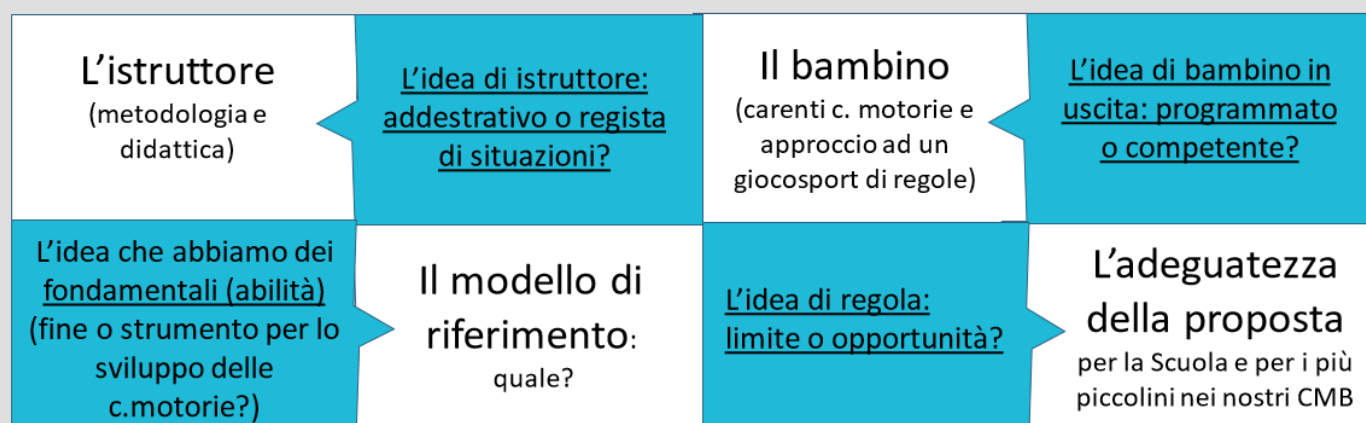 L'istruttore
(metodologia e
didattica)
L'idea di istruttore:
addestrativo o regista
di situazioni?
Il bambino
(carenti c. motorie e
approccio ad un
giocosport di regole)
L'idea di bambino in
uscita: programmato
o competente?
L'idea che abbiamo dei
fondamentali (abilità)
(fine o strumento per lo
sviluppo delle
c.motorie?)
Il modello di
riferimento:
quale?
L'idea di regola:
limite o opportunità?
L'adeguatezza
della proposta
per la Scuola e per i più
piccolini nei nostri CMB